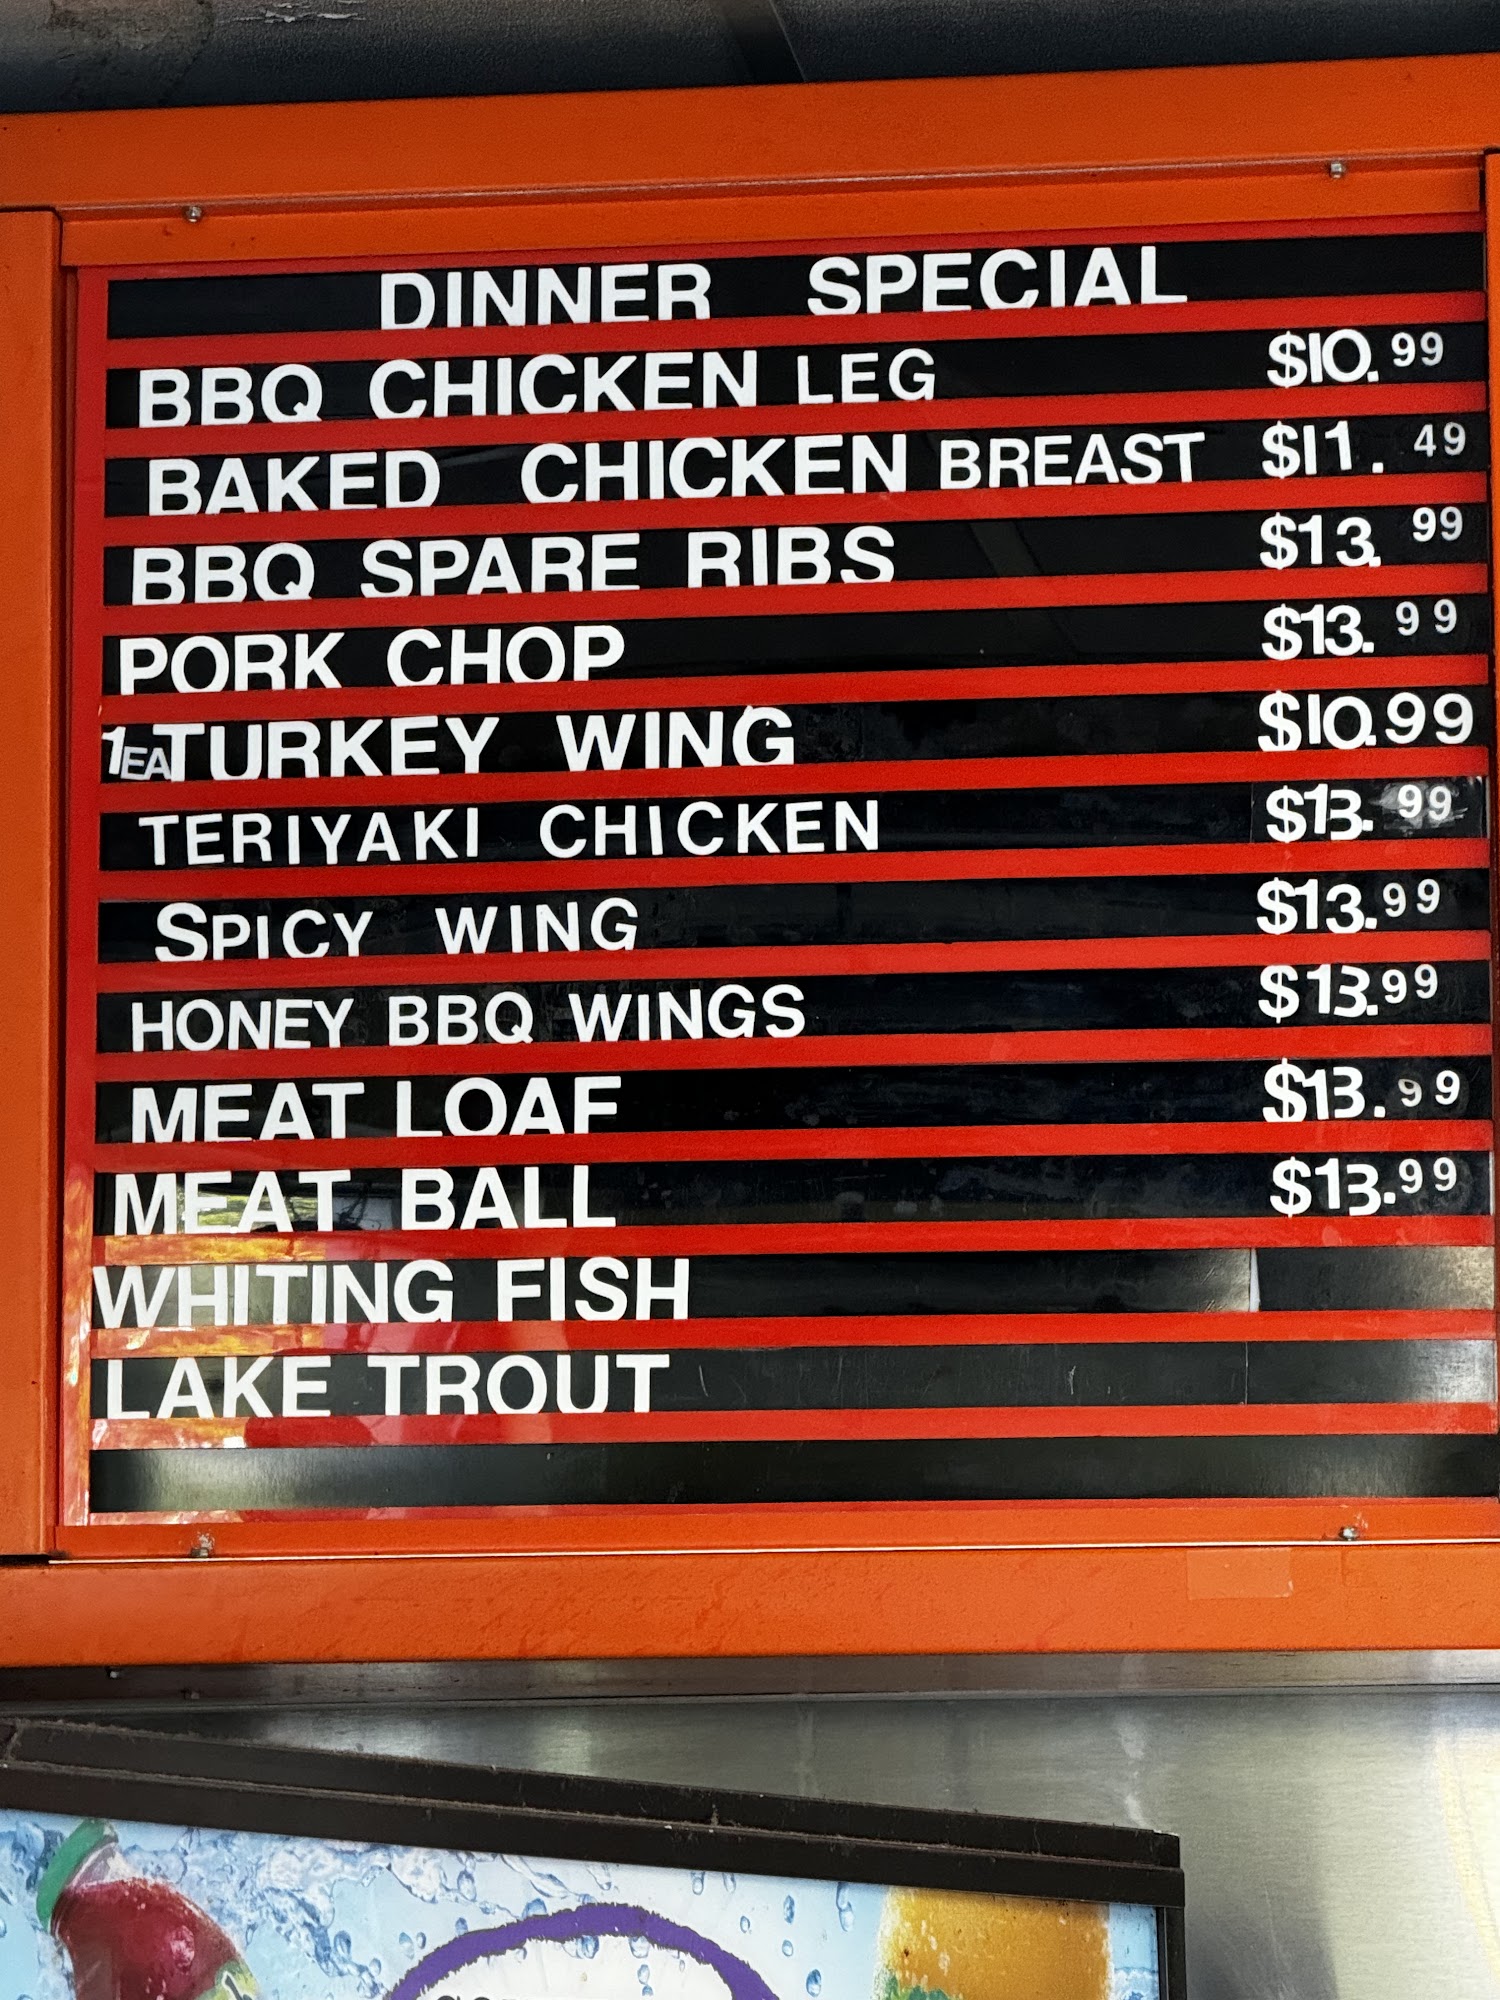 DINNER SPECIAL
BBQ CHICKEN LEG $10.99
BAKED CHICKEN BREAST $11.49
BBQ SPARE RIBS $13.99
PORK CHOP $13.99
1EA TURKEY WING $10.99
TERIYAKI CHICKEN $13.99
SPICY WING $13.99
HONEY BBQ WINGS $13.99
MEAT LOAF $13.99
MEAT BALL $13.99
WHITING FISH
LAKE TROUT